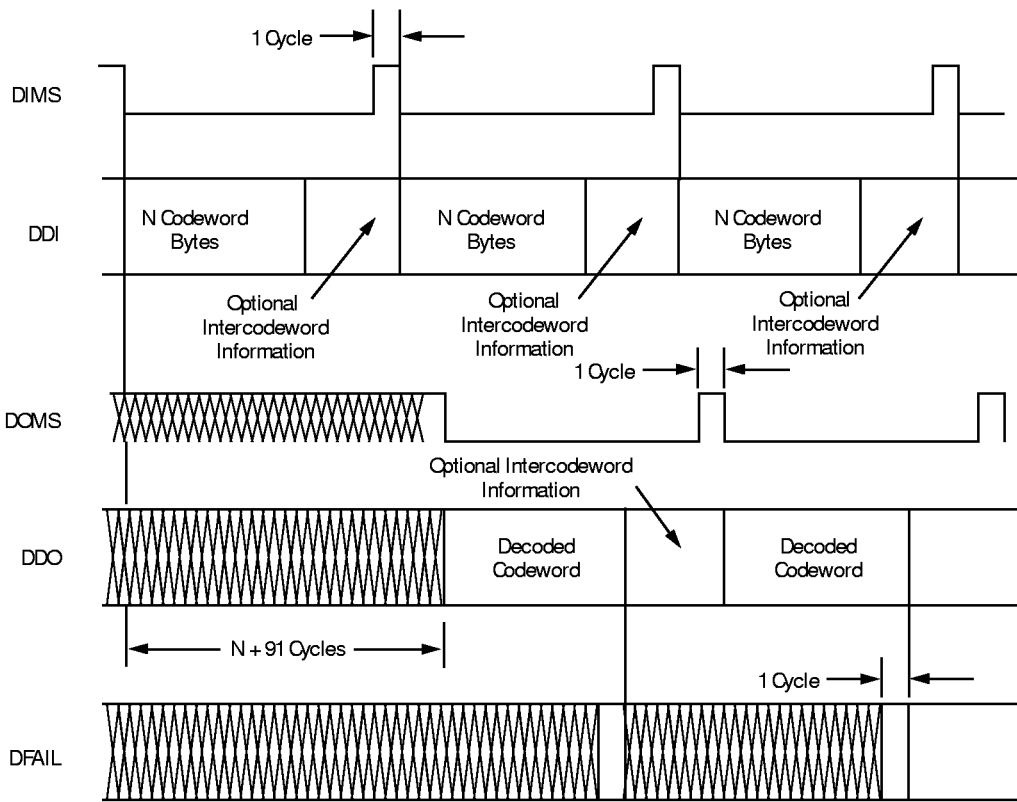 1 Cycle
DIMS
DDI
N Codeword
Bytes
N Codeword
Bytes
N Codeword
Bytes
Optional
Intercodeword
Information
Optional
Intercodeword
Information
Optional
Intercodeword
Information
1 Cycle
DOMS
Optional Intercodeword
Information
DDO
Decoded
Codeword
Decoded
Codeword
N + 91 Cycles
1 Cycle
DFAIL